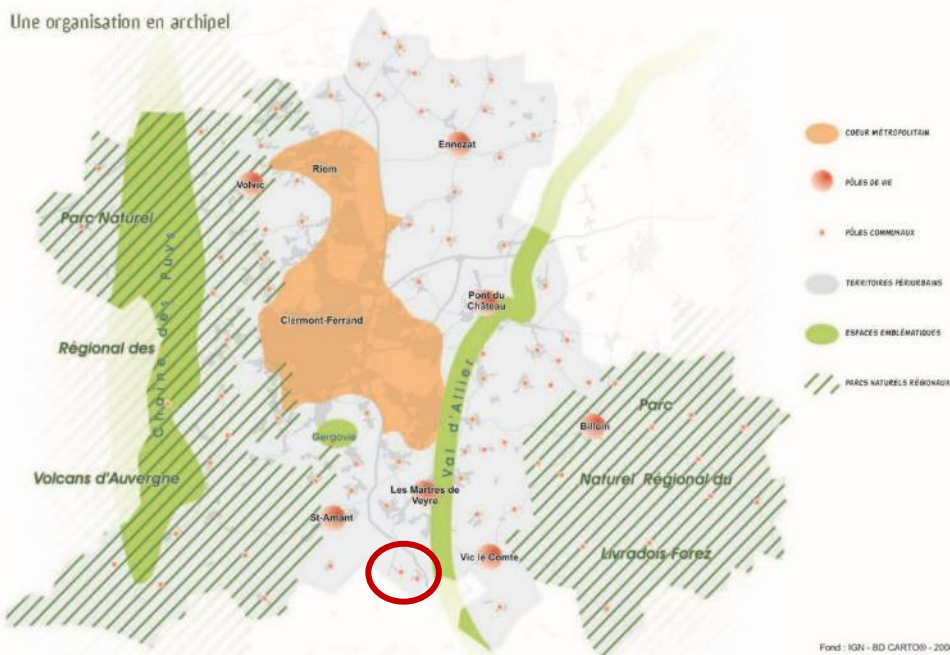 Une organisation en archipel
Ennezat
Riom
Volvic
Parc Naturel
Chaîne des Puys
Pont du
Château
Clermont-Ferrand
Régional des
Val d'Allier
Parc
Billom
Gergovie
Volcans d'Auvergne
Naturel Régional du
Les Martres de
Veyre
St-Amant
Vic le Comte
Livradois-Forez
COEUR MÉTROPOLITAIN
PÔLES DE VIE
PÔLES COMMUNAUX
TERRITOIRES PÉRIURBAINS
ESPACES EMBLÉMATIQUES
PARCS NATURELS RÉGIONAUX
Fond : IGN - BD CARTO® - 200